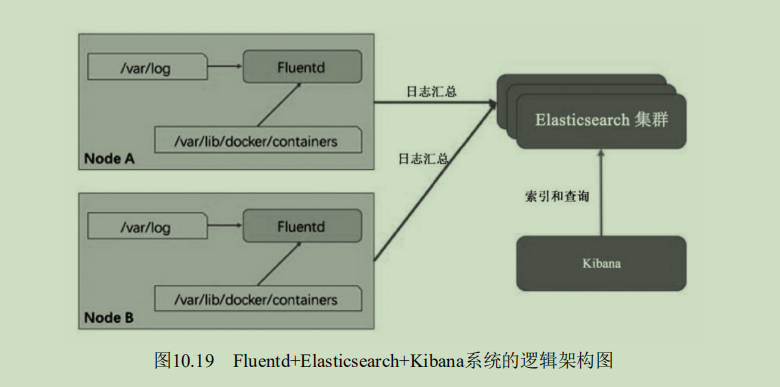 /var/log
Fluentd
/var/lib/docker/containers
Node A
日志汇总
Elasticsearch 集群
日志汇总
/var/log
Fluentd
/var/lib/docker/containers
Node B
索引和查询
Kibana
图10.19 Fluentd+Elasticsearch+Kibana系统的逻辑架构图